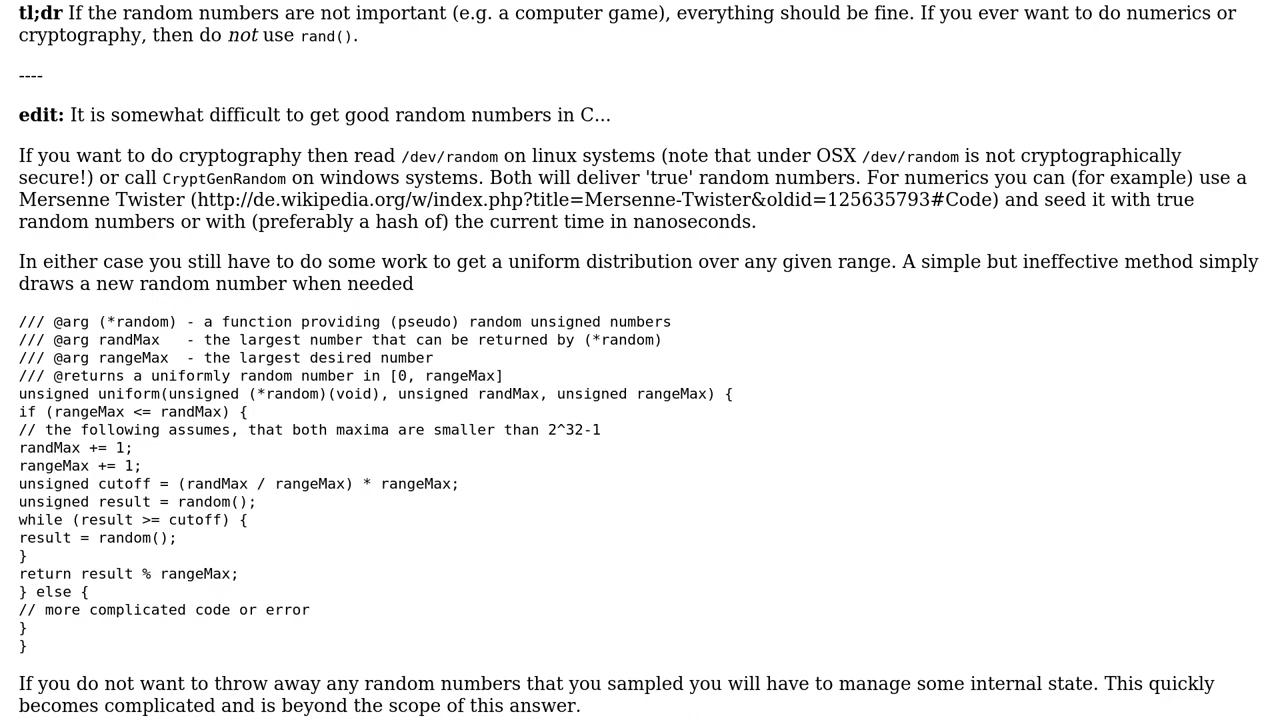 tl;dr If the random numbers are not important (e.g. a computer game), everything should be fine. If you ever want to do numerics or
cryptography, then do not use rand().
----
edit: It is somewhat difficult to get good random numbers in C...
If you want to do cryptography then read /dev/random on linux systems (note that under OSX /dev/random is not cryptographically
secure!) or call CryptGenRandom on windows systems. Both will deliver 'true' random numbers. For numerics you can (for example) use a
Mersenne Twister (http://de.wikipedia.org/w/index.php?title=Mersenne-Twister&oldid=125635793#Code) and seed it with true
random numbers or with (preferably a hash of) the current time in nanoseconds.
In either case you still have to do some work to get a uniform distribution over any given range. A simple but ineffective method simply
draws a new random number when needed
/// @arg (*random) - a function providing (pseudo) random unsigned numbers
/// @arg randMax   - the largest number that can be returned by (*random)
/// @arg rangeMax  - the largest desired number
/// @returns a uniformly random number in [0, rangeMax]
unsigned uniform(unsigned (*random)(void), unsigned randMax, unsigned rangeMax) {
if (rangeMax <= randMax) {
// the following assumes, that both maxima are smaller than 2^32-1
randMax += 1;
rangeMax += 1;
unsigned cutoff = (randMax / rangeMax) * rangeMax;
unsigned result = random();
while (result >= cutoff) {
result = random();
}
return result % rangeMax;
} else {
// more complicated code or error
}
}
If you do not want to throw away any random numbers that you sampled you will have to manage some internal state. This quickly
becomes complicated and is beyond the scope of this answer.